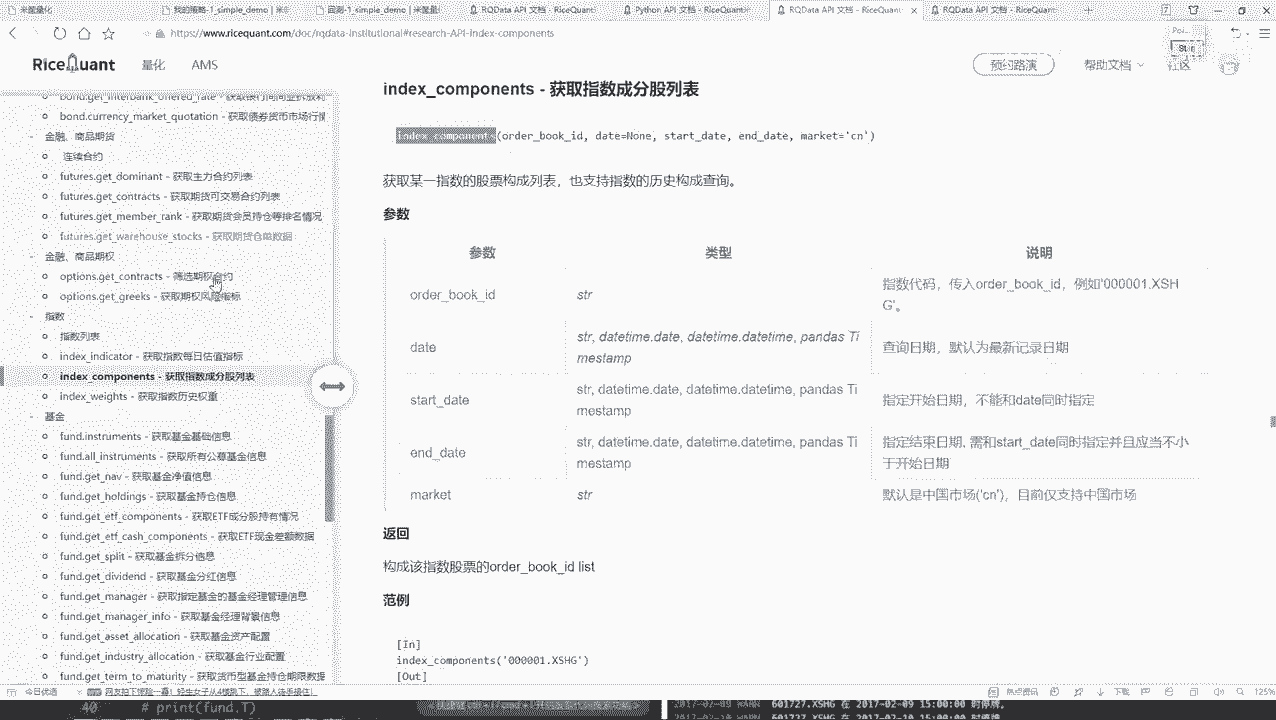 米筐量化
我的策略-1_simple_demo | 米
回测-1_simple_demo | 米筐量
RQData API 文档 - RiceQuant
Python API 文档 - RiceQuant
RQData API 文档 - RiceQuan
RQData API 文档 - RiceQuant
https://www.ricequant.com/doc/rqdata-institutional#research-API-index-components
RiceQuant
量化
AMS
预约路演
帮助文档
社区
bond.get_interbank_offered_rate - 获取银行间同业拆放利
bond.currency_market_quotation - 获取债券货币市场行情
金融、商品期货
连续合约
futures.get_dominant - 获取主力合约列表
futures.get_contracts - 获取期货可交易合约列表
futures.get_member_rank - 获取期货会员持仓等排名情况
futures.get_warehouse_stocks - 获取期货仓单数据
金融、商品期权
options.get_contracts - 筛选期权合约
options.get_greeks - 获取期权风险指标
指数
指数列表
index_indicator - 获取指数每日估值指标
index_components - 获取指数成分股列表
index_weights - 获取指数历史权重
基金
fund.instruments - 获取基金基础信息
fund.all_instruments - 获取所有公募基金信息
fund.get_nav - 获取基金净值信息
fund.get_holdings - 获取基金持仓信息
fund.get_etf_components - 获取ETF成分股持有情况
fund.get_etf_cash_components - 获取ETF现金差额数据
fund.get_split - 获取基金拆分信息
fund.get_dividend - 获取基金分红信息
fund.get_manager - 获取指定基金的基金经理管理信息
fund.get_manager_info - 获取基金经理背景信息
fund.get_asset_allocation - 获取基金资产配置
fund.get_industry_allocation - 获取基金行业配置
fund.get_term_to_maturity - 获取货币型基金持仓期限数据
index_components - 获取指数成分股列表
index_components(order_book_id, date=None, start_date, end_date, market='cn')
获取某一指数的股票构成列表，也支持指数的历史构成查询。
参数
参数 类型 说明
order_book_id str 指数代码，传入order_book_id，例如'000001.XSH
G'。
date str, datetime.date, datetime.datetime, pandas Ti
mestamp 查询日期，默认为最新记录日期
start_date str, datetime.date, datetime.datetime, pandas Ti
mestamp 指定开始日期，不能和date同时指定
end_date str, datetime.date, datetime.datetime, pandas Ti
mestamp 指定结束日期, 需和start_date同时指定并且应当不小
于开始日期
market str 默认是中国市场('cn')，目前仅支持中国市场
返回
构成该指数股票的order_book_id list
范例
[In]
index_components('000001.XSHG')
[Out]
今日优选
热点资讯
下载
125%
40 # print(fund.T)
601727.XSHG 在 2017-02-09 15:00:00 时停牌,